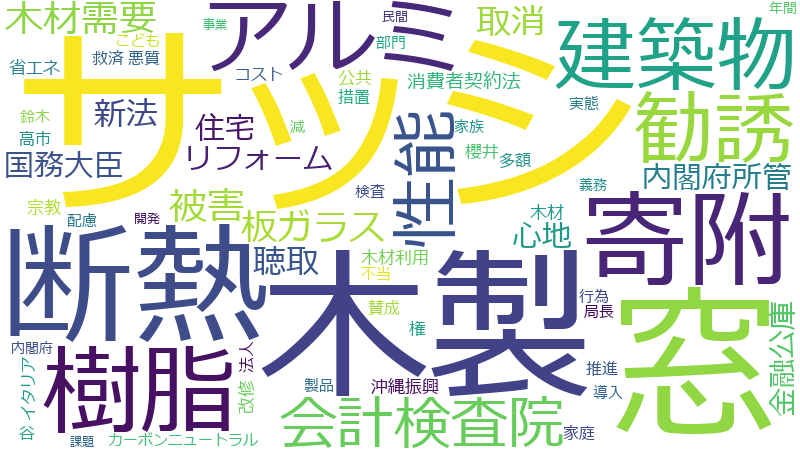 木材需要
アルミ
取消
建築物
年間
事業
民間
こども
部門
省エネ
救済
悪質
サッシ
コスト
公共
措置
消費者契約法
新法
鈴木
高市
住宅
減
性能
家族
実態
勧誘
国務大臣
リフォーム
櫻井
多額
内閣府所管
宗教
配慮
開発
被害
板ガラス
検査
義務
木材
心地
寄附
断熱
聴取
木製
木材利用
不当
賛成
権
行為
局長
窓
内閣府
樹脂
法人
谷
イタリア
改修
製品
沖縄振興
推進
導入
金融公庫
会計検査院
家庭
課題
カーボンニュートラル